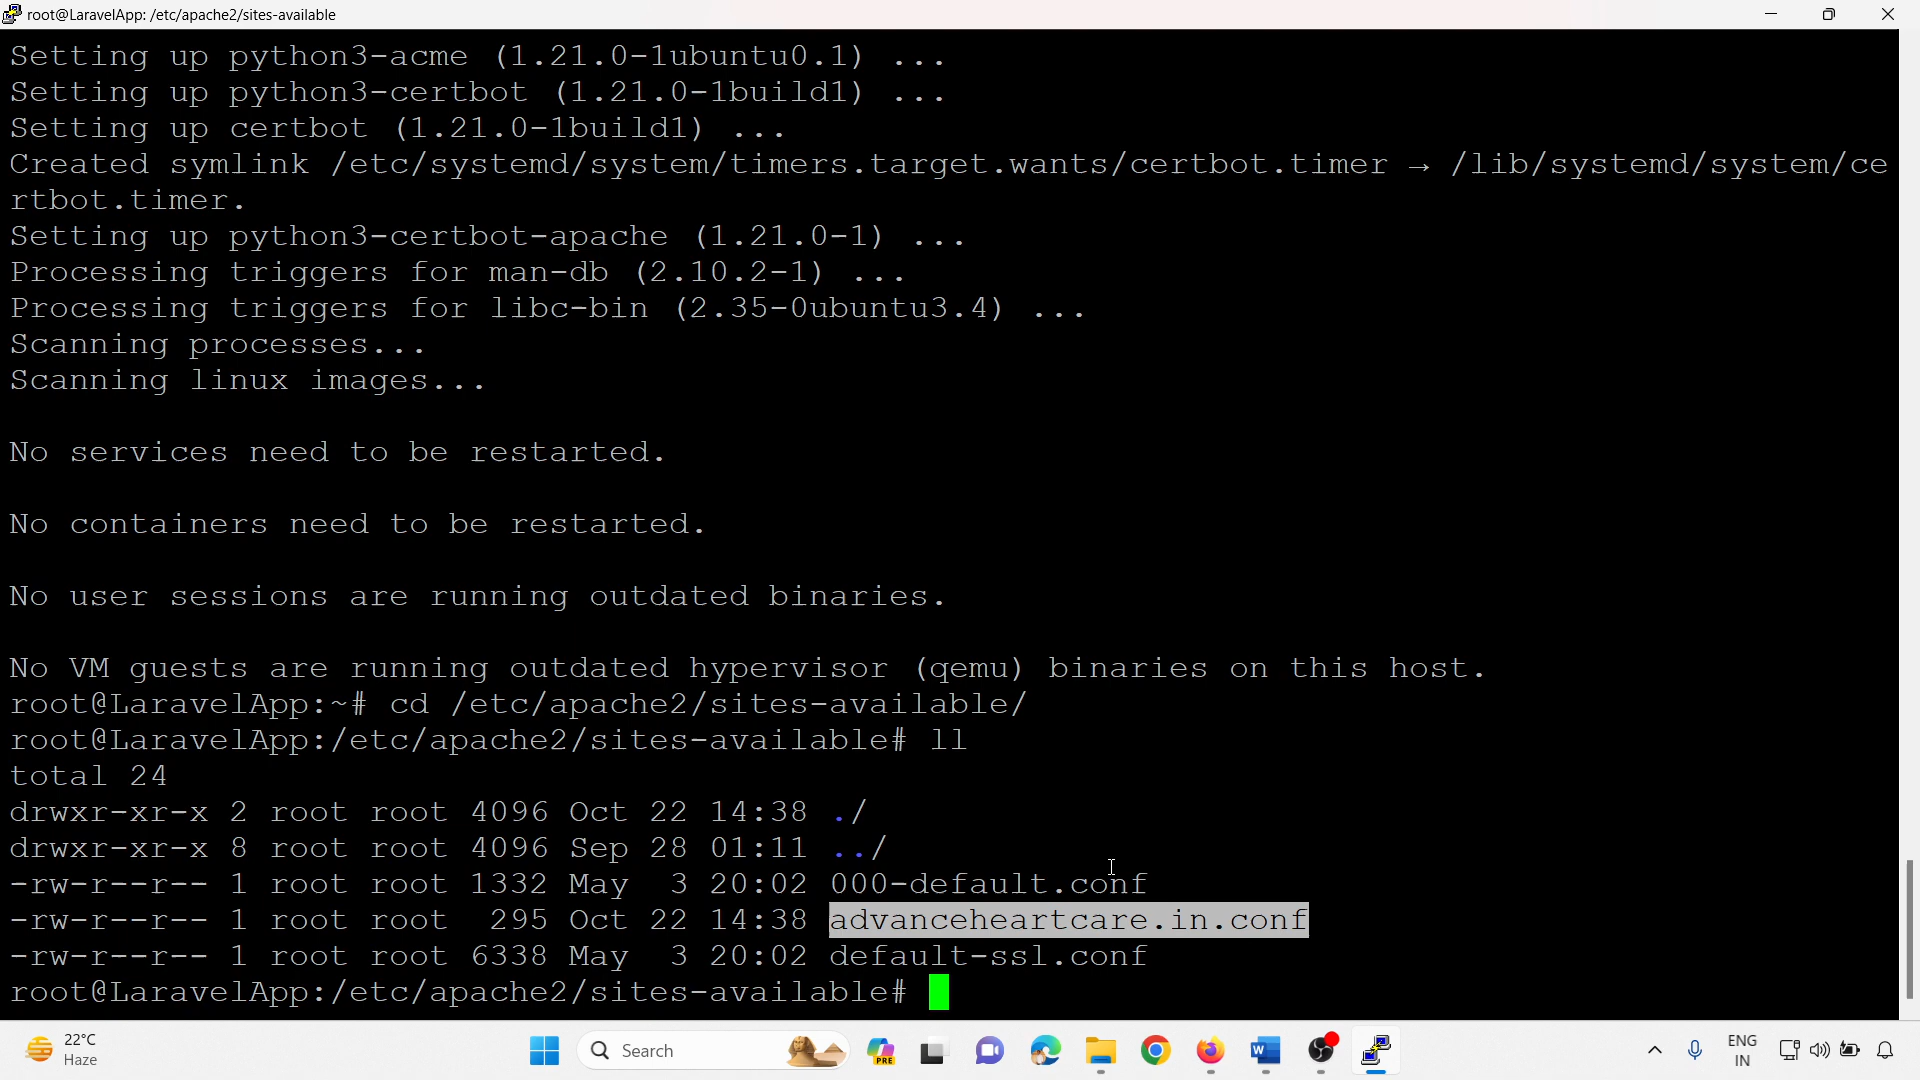 root@LaravelApp: /etc/apache2/sites-available
Setting up python3-acme (1.21.0-1ubuntu0.1) ...
Setting up python3-certbot (1.21.0-1build1) ...
Setting up certbot (1.21.0-1build1) ...
Created symlink /etc/systemd/system/timers.target.wants/certbot.timer → /lib/systemd/system/ce
rtbot.timer.
Setting up python3-certbot-apache (1.21.0-1) ...
Processing triggers for man-db (2.10.2-1) ...
Processing triggers for libc-bin (2.35-0ubuntu3.4) ...
Scanning processes...
Scanning linux images...
No services need to be restarted.
No containers need to be restarted.
No user sessions are running outdated binaries.
No VM guests are running outdated hypervisor (qemu) binaries on this host.
root@LaravelApp:~# cd /etc/apache2/sites-available/
root@LaravelApp:/etc/apache2/sites-available# ll
total 24
drwxr-xr-x 2 root root 4096 Oct 22 14:38 ./
drwxr-xr-x 8 root root 4096 Sep 28 01:11 ../
-rw-r--r-- 1 root root 1332 May  3 20:02 000-default.conf
-rw-r--r-- 1 root root  295 Oct 22 14:38 advanceheartcare.in.conf
-rw-r--r-- 1 root root 6338 May  3 20:02 default-ssl.conf
root@LaravelApp:/etc/apache2/sites-available#
22°C
Haze
Search
PRE
W
ENG
IN